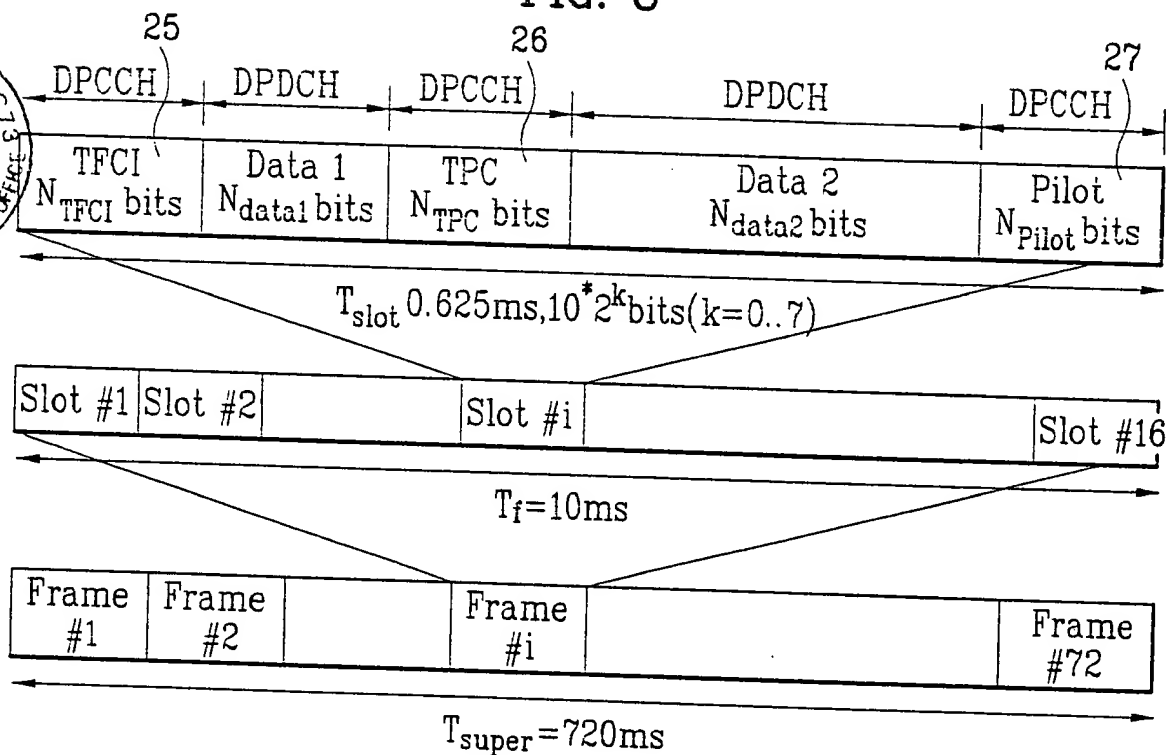 25
26
27
DPCCH DPDCH DPCCH DPDCH DPCCH
TFCI
N_TFCI bits
Data 1
N_data1 bits
TPC
N_TPC bits
Data 2
N_data2 bits
Pilot
N_Pilot bits
T_slot 0.625ms,10*2^k bits(k=0..7)
Slot #1 Slot #2 Slot #i Slot #16
T_f=10ms
Frame
#1
Frame
#2
Frame
#i
Frame
#72
T_super=720ms